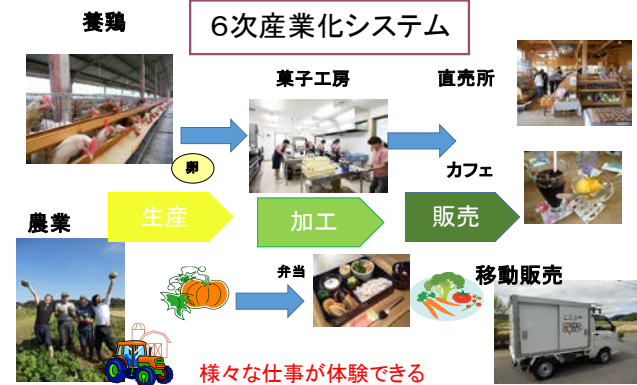 6次産業化システム
養鶏
菓子工房
直売所
卵
カフェ
生産
加工
販売
農業
弁当
移動販売
様々な仕事が体験できる